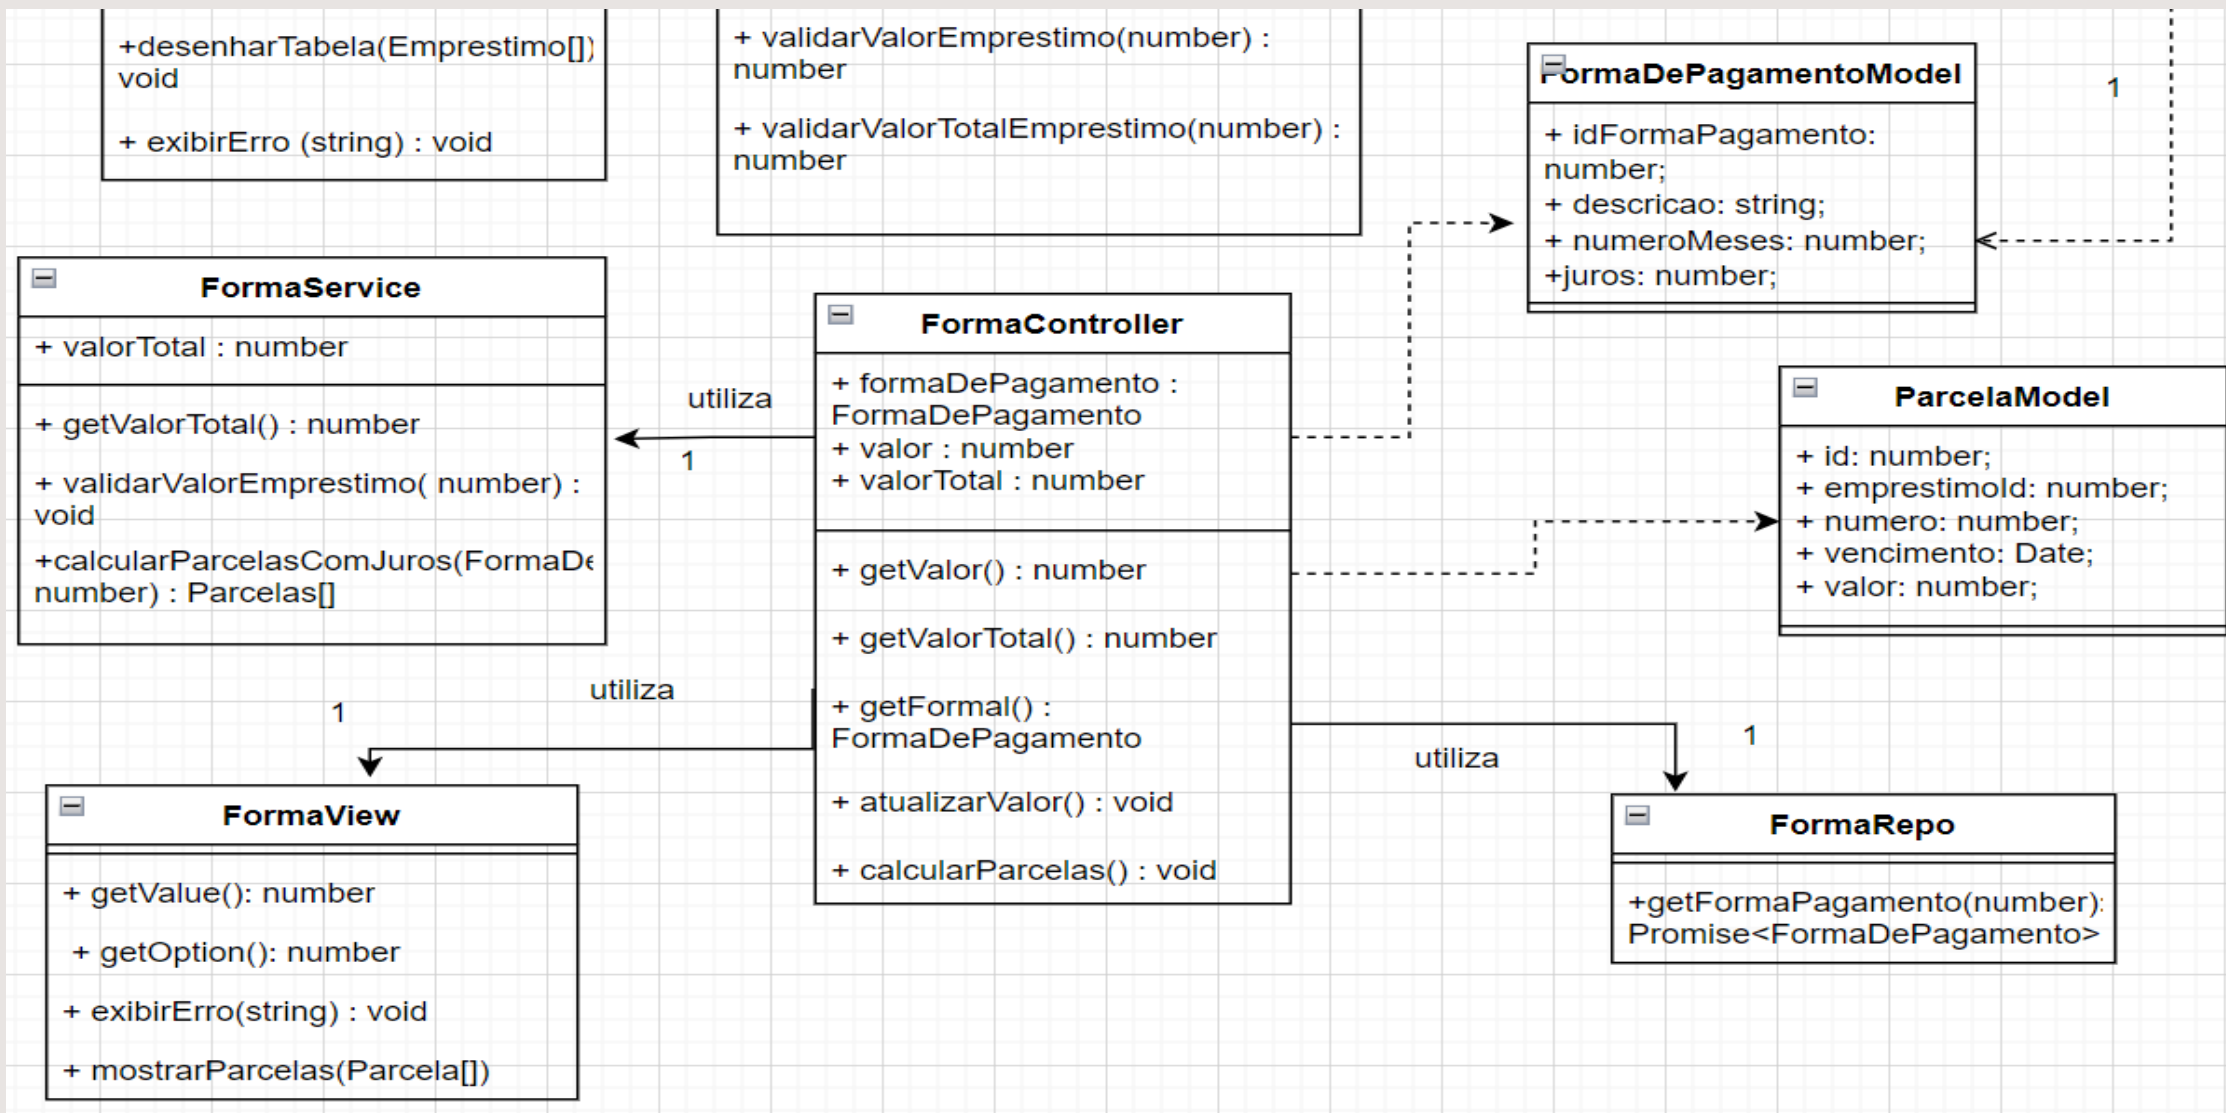 +desenharTabela(Emprestimo[])
void
+ exibirErro (string) : void
+ validarValorEmprestimo(number) :
number
+ validarValorTotalEmprestimo(number) :
number
FormaDePagamentoModel
+ idFormaPagamento:
number;
+ descricao: string;
+ numeroMeses: number;
+juros: number;
1
FormaService
+ valorTotal : number
+ getValorTotal() : number
+ validarValorEmprestimo( number) :
void
+calcularParcelasComJuros(FormaDe
number) : Parcelas[]
utiliza
1
FormaController
+ formaDePagamento :
FormaDePagamento
+ valor : number
+ valorTotal : number
+ getValor() : number
+ getValorTotal() : number
+ getFormal() :
FormaDePagamento
+ atualizarValor() : void
+ calcularParcelas() : void
ParcelaModel
+ id: number;
+ emprestimoId: number;
+ numero: number;
+ vencimento: Date;
+ valor: number;
utiliza
1
FormaView
+ getValue(): number
+ getOption(): number
+ exibirErro(string) : void
+ mostrarParcelas(Parcela[])
utiliza
1
FormaRepo
+getFormaPagamento(number):
Promise<FormaDePagamento>